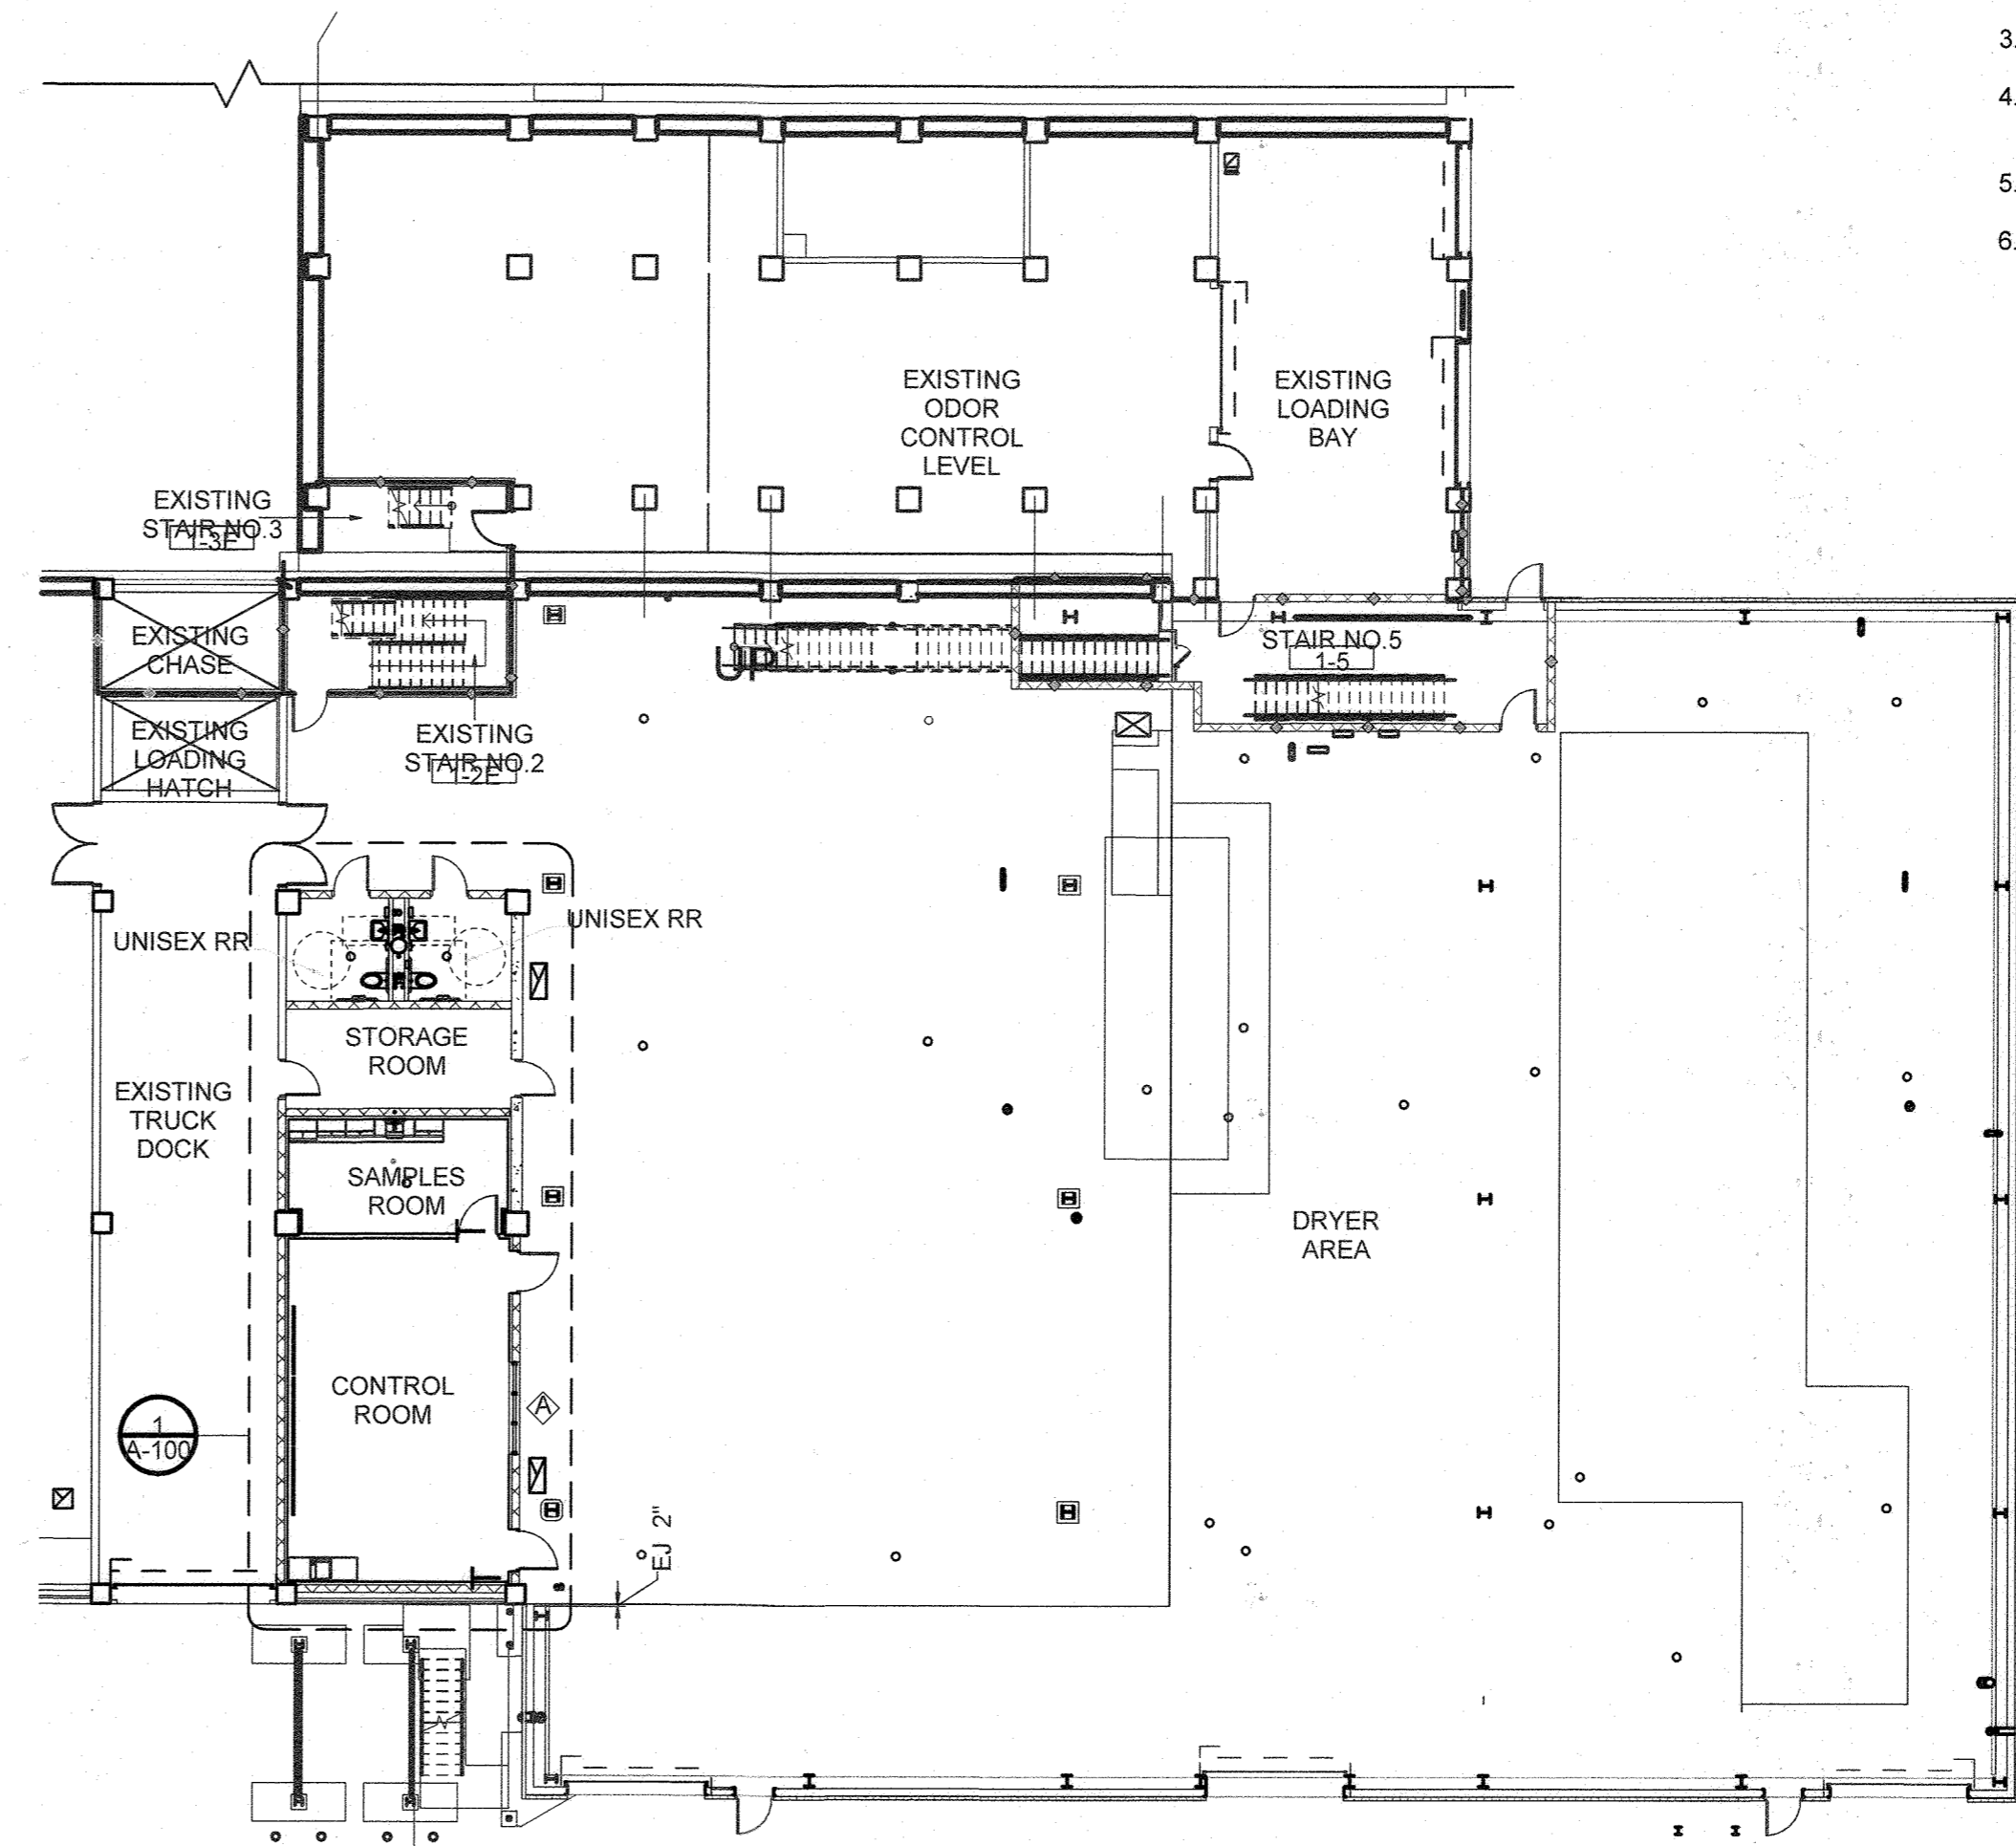 3.
4.
5.
6.
EXISTING
ODOR
CONTROL
LEVEL
EXISTING
LOADING
BAY
EXISTING
STAIR NO.3
1-3E
EXISTING
CHASE
STAIR NO.5
1-5
UP
EXISTING
LOADING
HATCH
EXISTING
STAIR NO.2
1-2E
UNISEX RR
UNISEX RR
STORAGE
ROOM
EXISTING
TRUCK
DOCK
SAMPLES
ROOM
DRYER
AREA
CONTROL
ROOM
A
1
A-100
EJ 2"